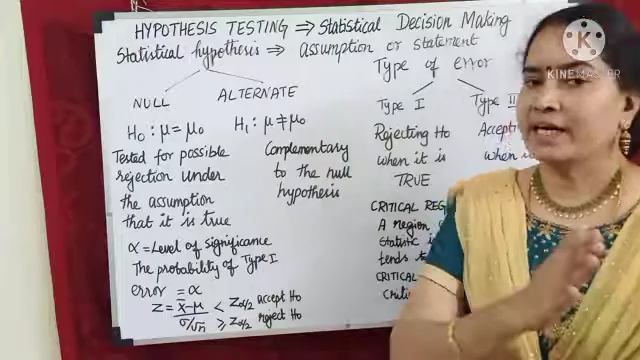 HYPOTHESIS TESTING ⇒ Statistical Decision Making
Statistical hypothesis ⇒ Assumption or statement
NULL
H₀ : μ = μ₀
Tested for possible
rejection under
the assumption
that it is true
ALTERNATE
H₁ : μ ≠ μ₀
Complementary
to the null
hypothesis
α = Level of significance
The probability of Type I
error = α
Z = x̄-μ / σ/√n < Zα/2 accept H₀
≥ Zα/2 reject H₀
Type of error
Type I
Rejecting H₀
when it is
TRUE
Type II
when
CRITICAL
A region
Statistic
tends
CRITICAL
KINEMASTER